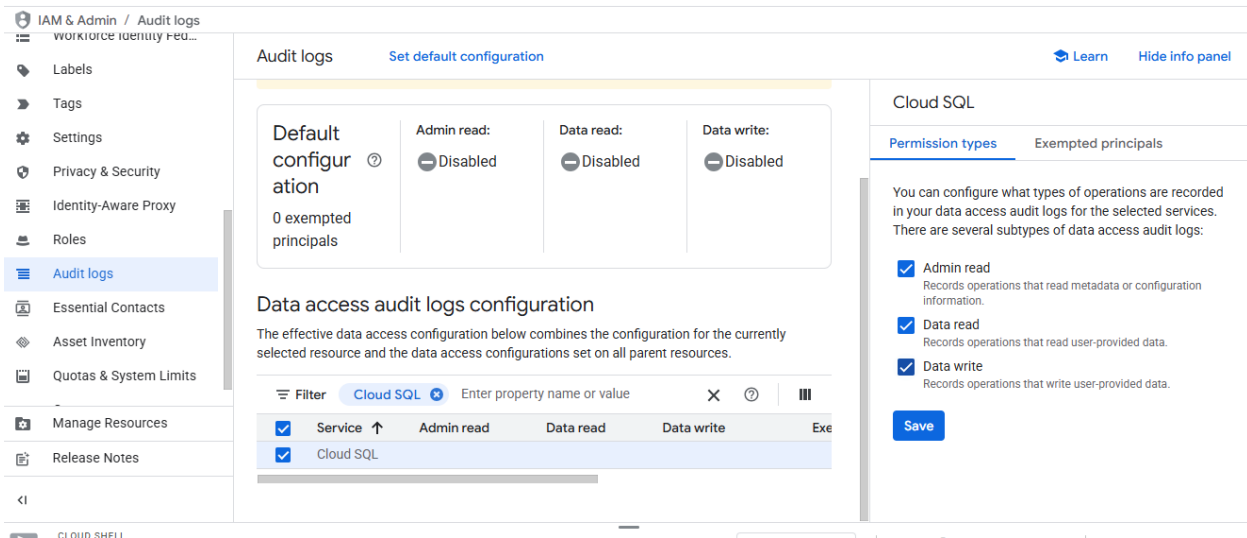 IAM & Admin / Audit logs
Workforce Identity Fed...
Labels
Tags
Settings
Privacy & Security
Identity-Aware Proxy
Roles
Audit logs
Essential Contacts
Asset Inventory
Quotas & System Limits
Manage Resources
Release Notes
Audit logs Set default configuration Learn Hide info panel
Default
configur
ation
0 exempted
principals
Admin read:
Disabled
Data read:
Disabled
Data write:
Disabled
Data access audit logs configuration
The effective data access configuration below combines the configuration for the currently
selected resource and the data access configurations set on all parent resources.
Filter Cloud SQL Enter property name or value
Service Admin read Data read Data write Exe
Cloud SQL
Cloud SQL
Permission types Exempted principals
You can configure what types of operations are recorded
in your data access audit logs for the selected services.
There are several subtypes of data access audit logs:
Admin read
Records operations that read metadata or configuration
information.
Data read
Records operations that read user-provided data.
Data write
Records operations that write user-provided data.
Save
CLOUD SHELL